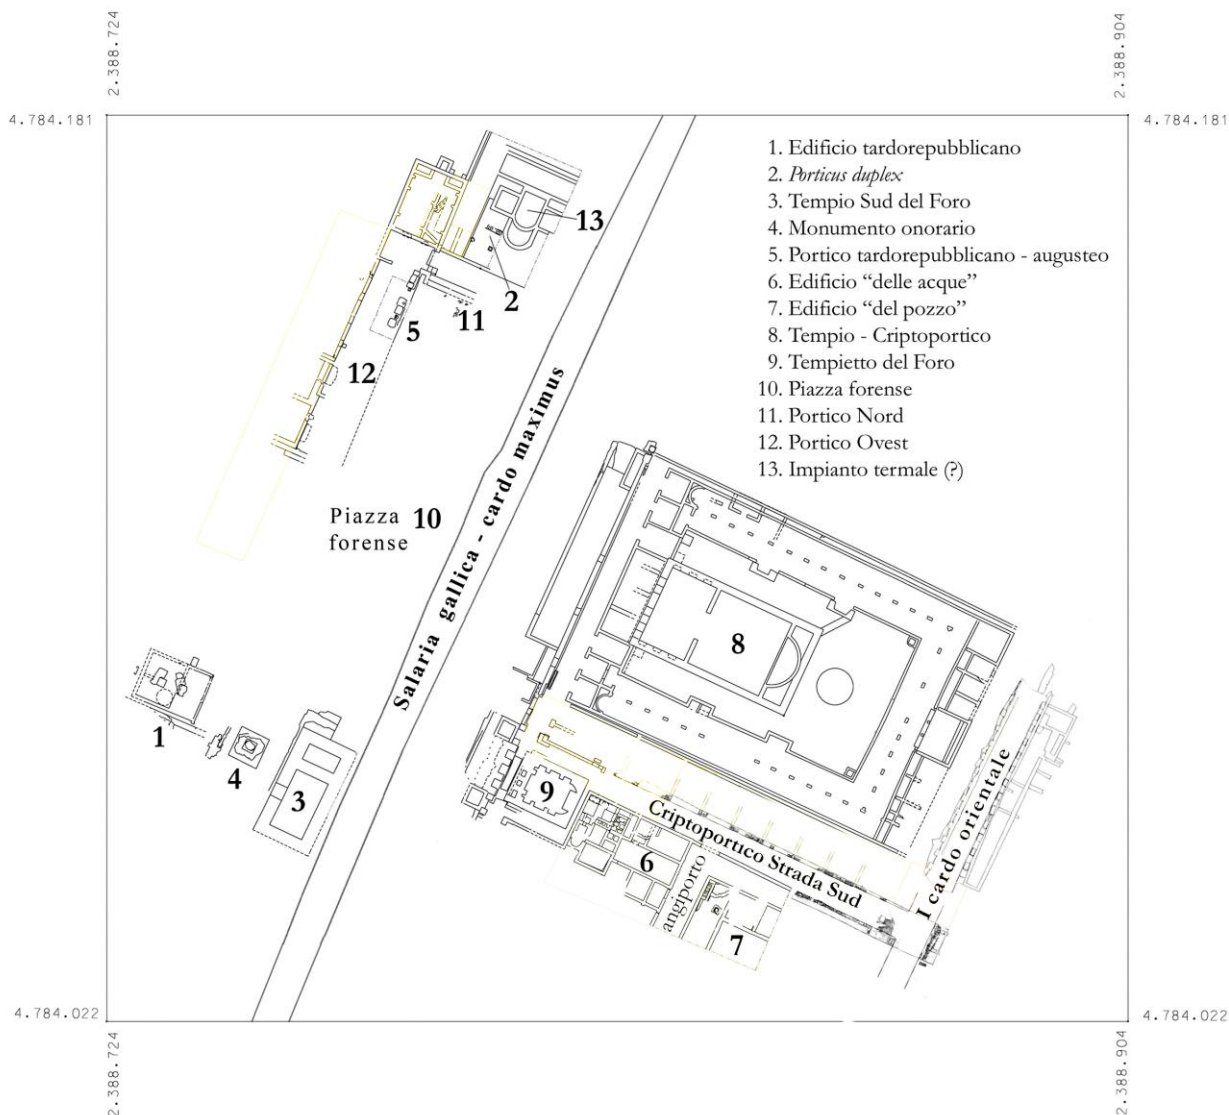 2.388.724
2.388.904
4.784.181
4.784.181
1. Edificio tardorepubblicano
2. Porticus duplex
3. Tempio Sud del Foro
4. Monumento onorario
5. Portico tardorepubblicano - augusteo
6. Edificio “delle acque”
7. Edificio “del pozzo”
8. Tempio - Criptoportico
9. Tempietto del Foro
10. Piazza forense
11. Portico Nord
12. Portico Ovest
13. Impianto termale (?)
13
2
11
5
12
Piazza
forense
10
Salaria gallica - cardo maximus
8
1
4
3
9
Criptoportico Strada Sud
I cardo orientale
6
angiporto
7
4.784.022
4.784.022
2.388.724
2.388.904